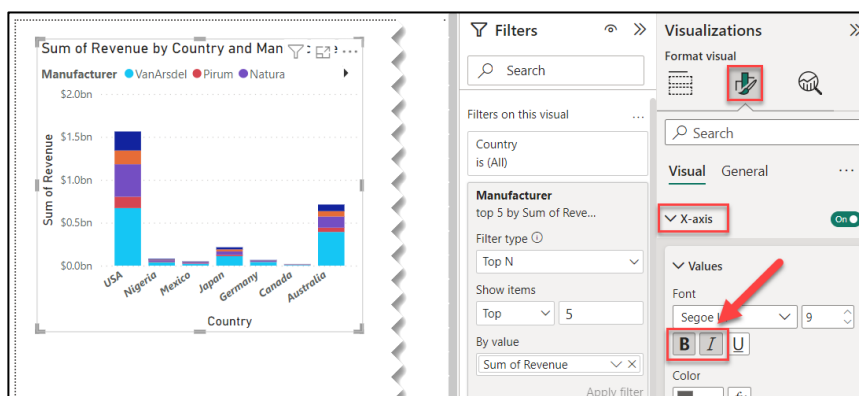 Sum of Revenue by Country and Man
Manufacturer VanArsdel Pirum Natura
$2.0bn
$1.5bn
$1.0bn
$0.5bn
$0.0bn
Sum of Revenue
USA
Nigeria
Mexico
Japan
Germany
Canada
Australia
Country
Filters
Search
Filters on this visual
Country
is (All)
Manufacturer
top 5 by Sum of Reve...
Filter type
Top N
Show items
Top 5
By value
Sum of Revenue
Apply filter
Visualizations
Format visual
Search
Visual General
X-axis On
Values
Font
Segoe 9
B I U
Color
fx